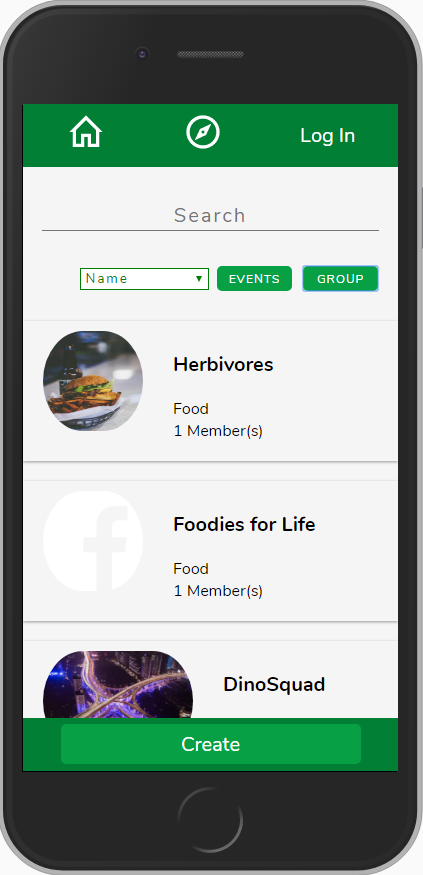 Log In
Search
Name EVENTS GROUP
Herbivores
Food
1 Member(s)
Foodies for Life
Food
1 Member(s)
DinoSquad
Create